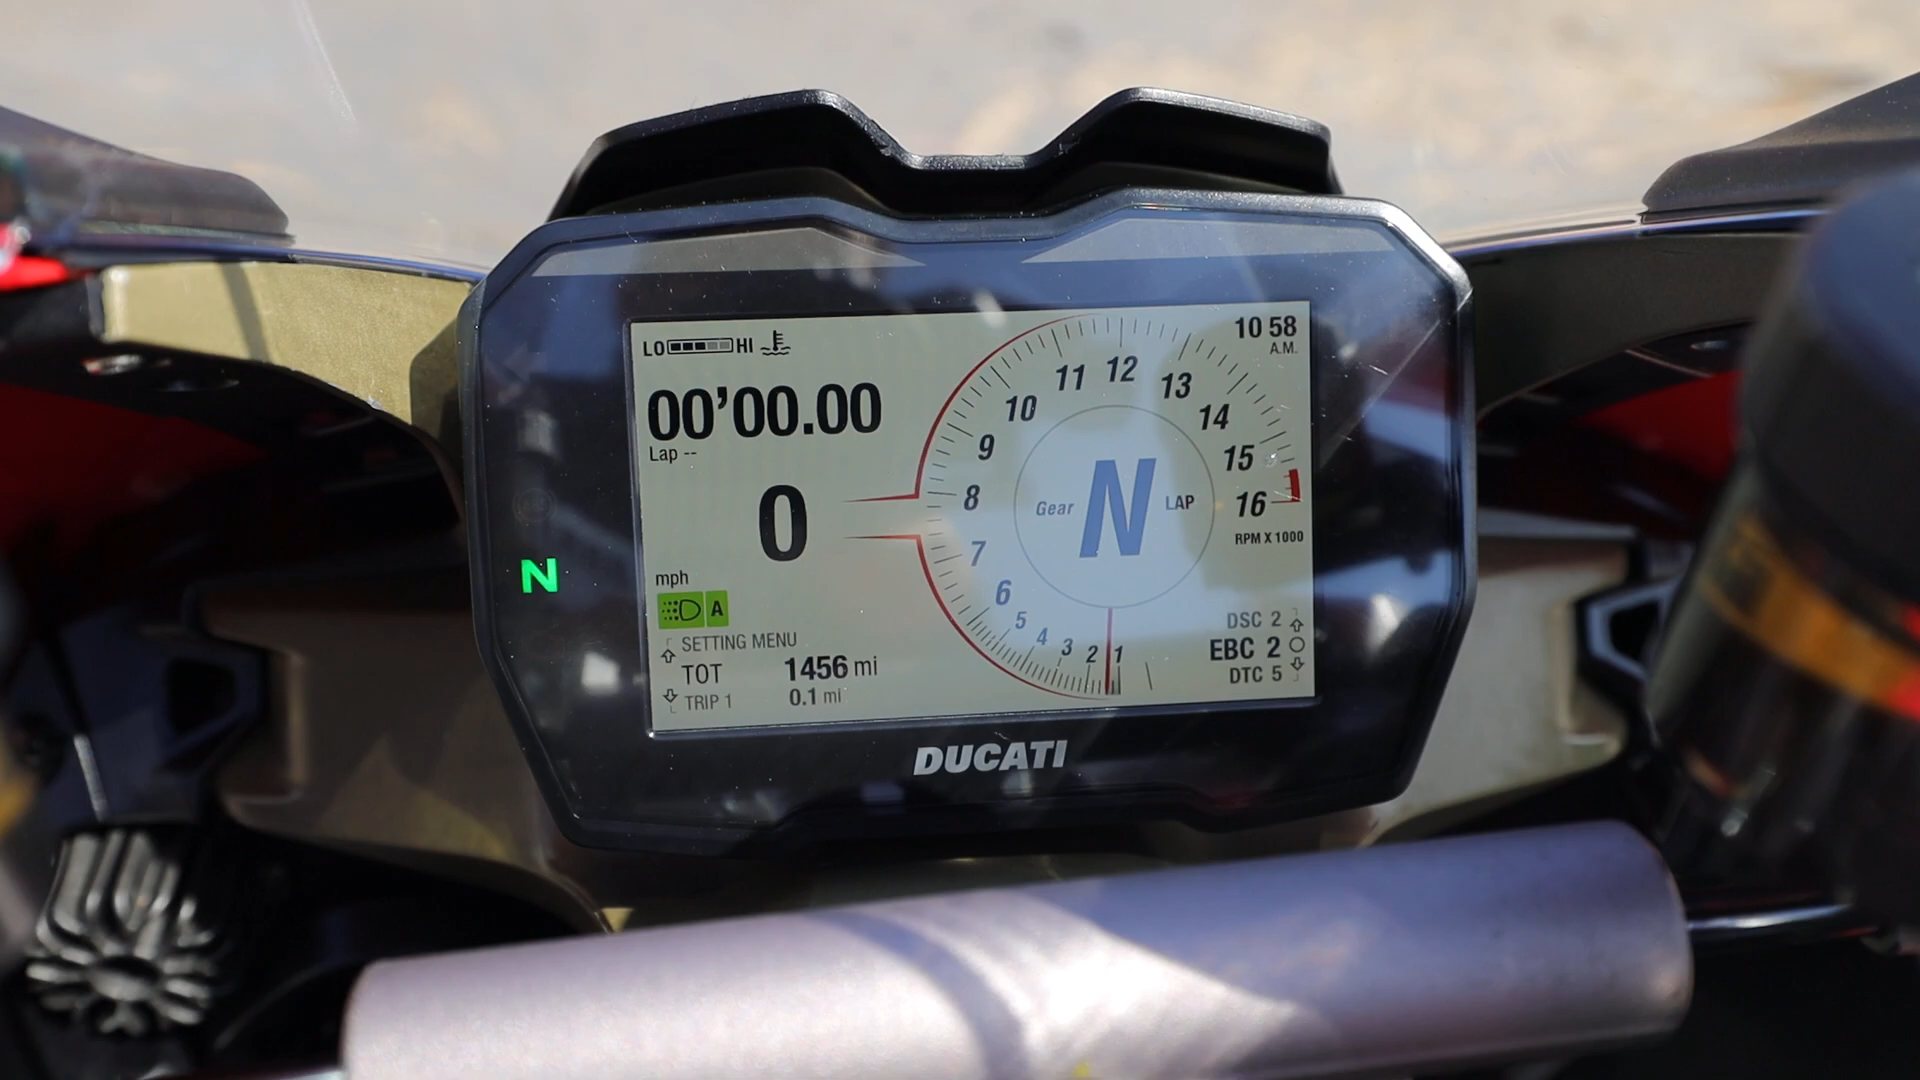 LO HI
10 58
A.M.
00'00.00
Lap --
0
mph
A
SETTING MENU
TOT 1456 mi
TRIP 1 0.1 mi
1
2
3
4
5
6
7
8
9
10
11
12
13
14
15
16
RPM X 1000
Gear N LAP
DSC 2
EBC 2
DTC 5
N
DUCATI